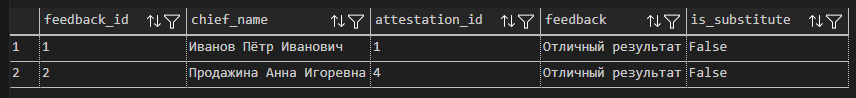 feedback_id chief_name attestation_id feedback is_substitute
1 1 Иванов Пётр Иванович 1 Отличный результат False
2 2 Продажина Анна Игоревна 4 Отличный результат False